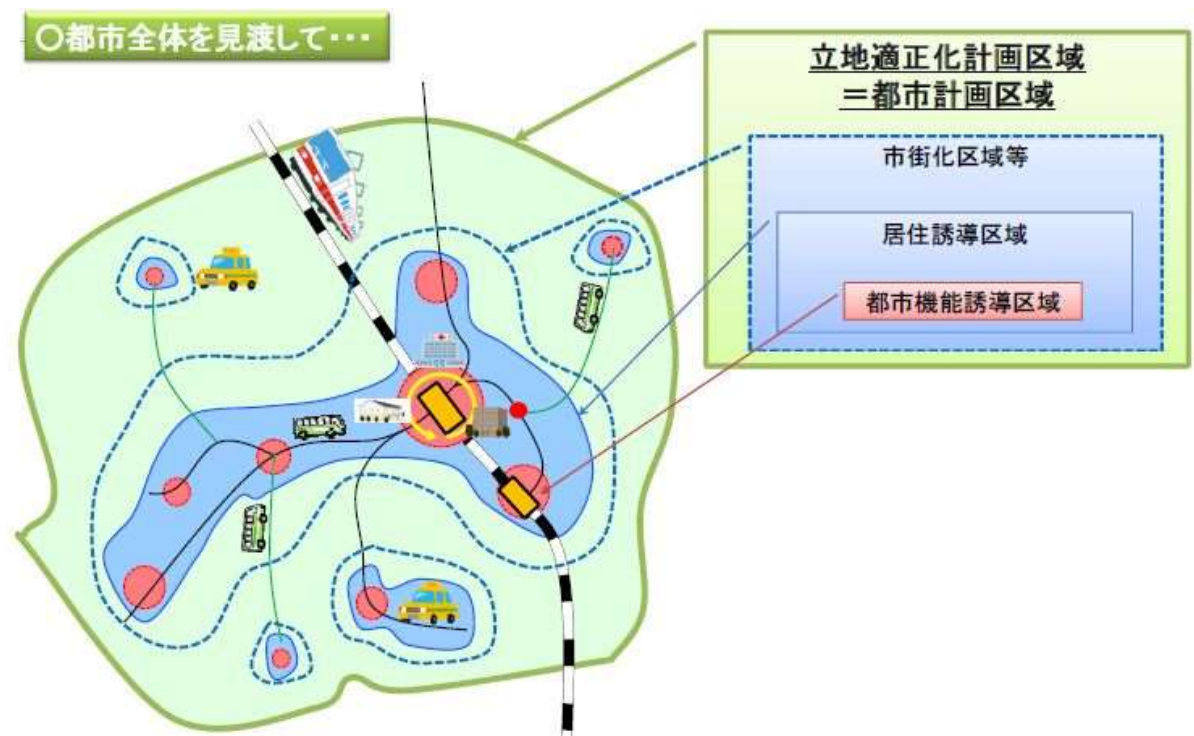 ○都市全体を見渡して・・・
立地適正化計画区域
＝都市計画区域
市街化区域等
居住誘導区域
都市機能誘導区域